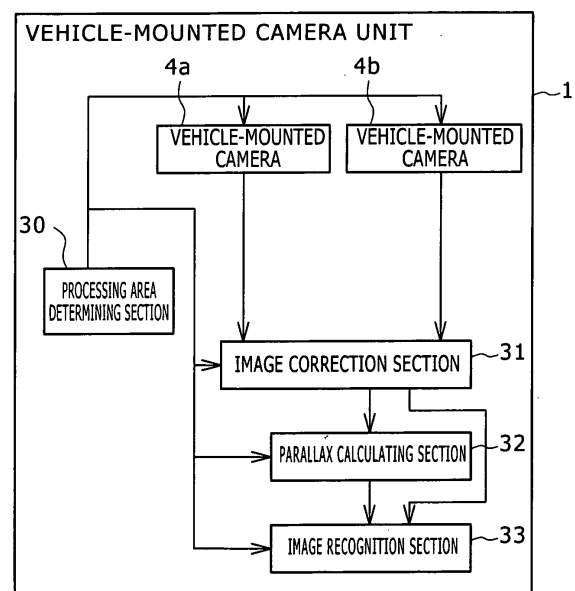 VEHICLE-MOUNTED CAMERA UNIT
4a
4b
1
VEHICLE-MOUNTED
CAMERA
VEHICLE-MOUNTED
CAMERA
30
PROCESSING AREA
DETERMINING SECTION
IMAGE CORRECTION SECTION
31
PARALLAX CALCULATING SECTION
32
IMAGE RECOGNITION SECTION
33